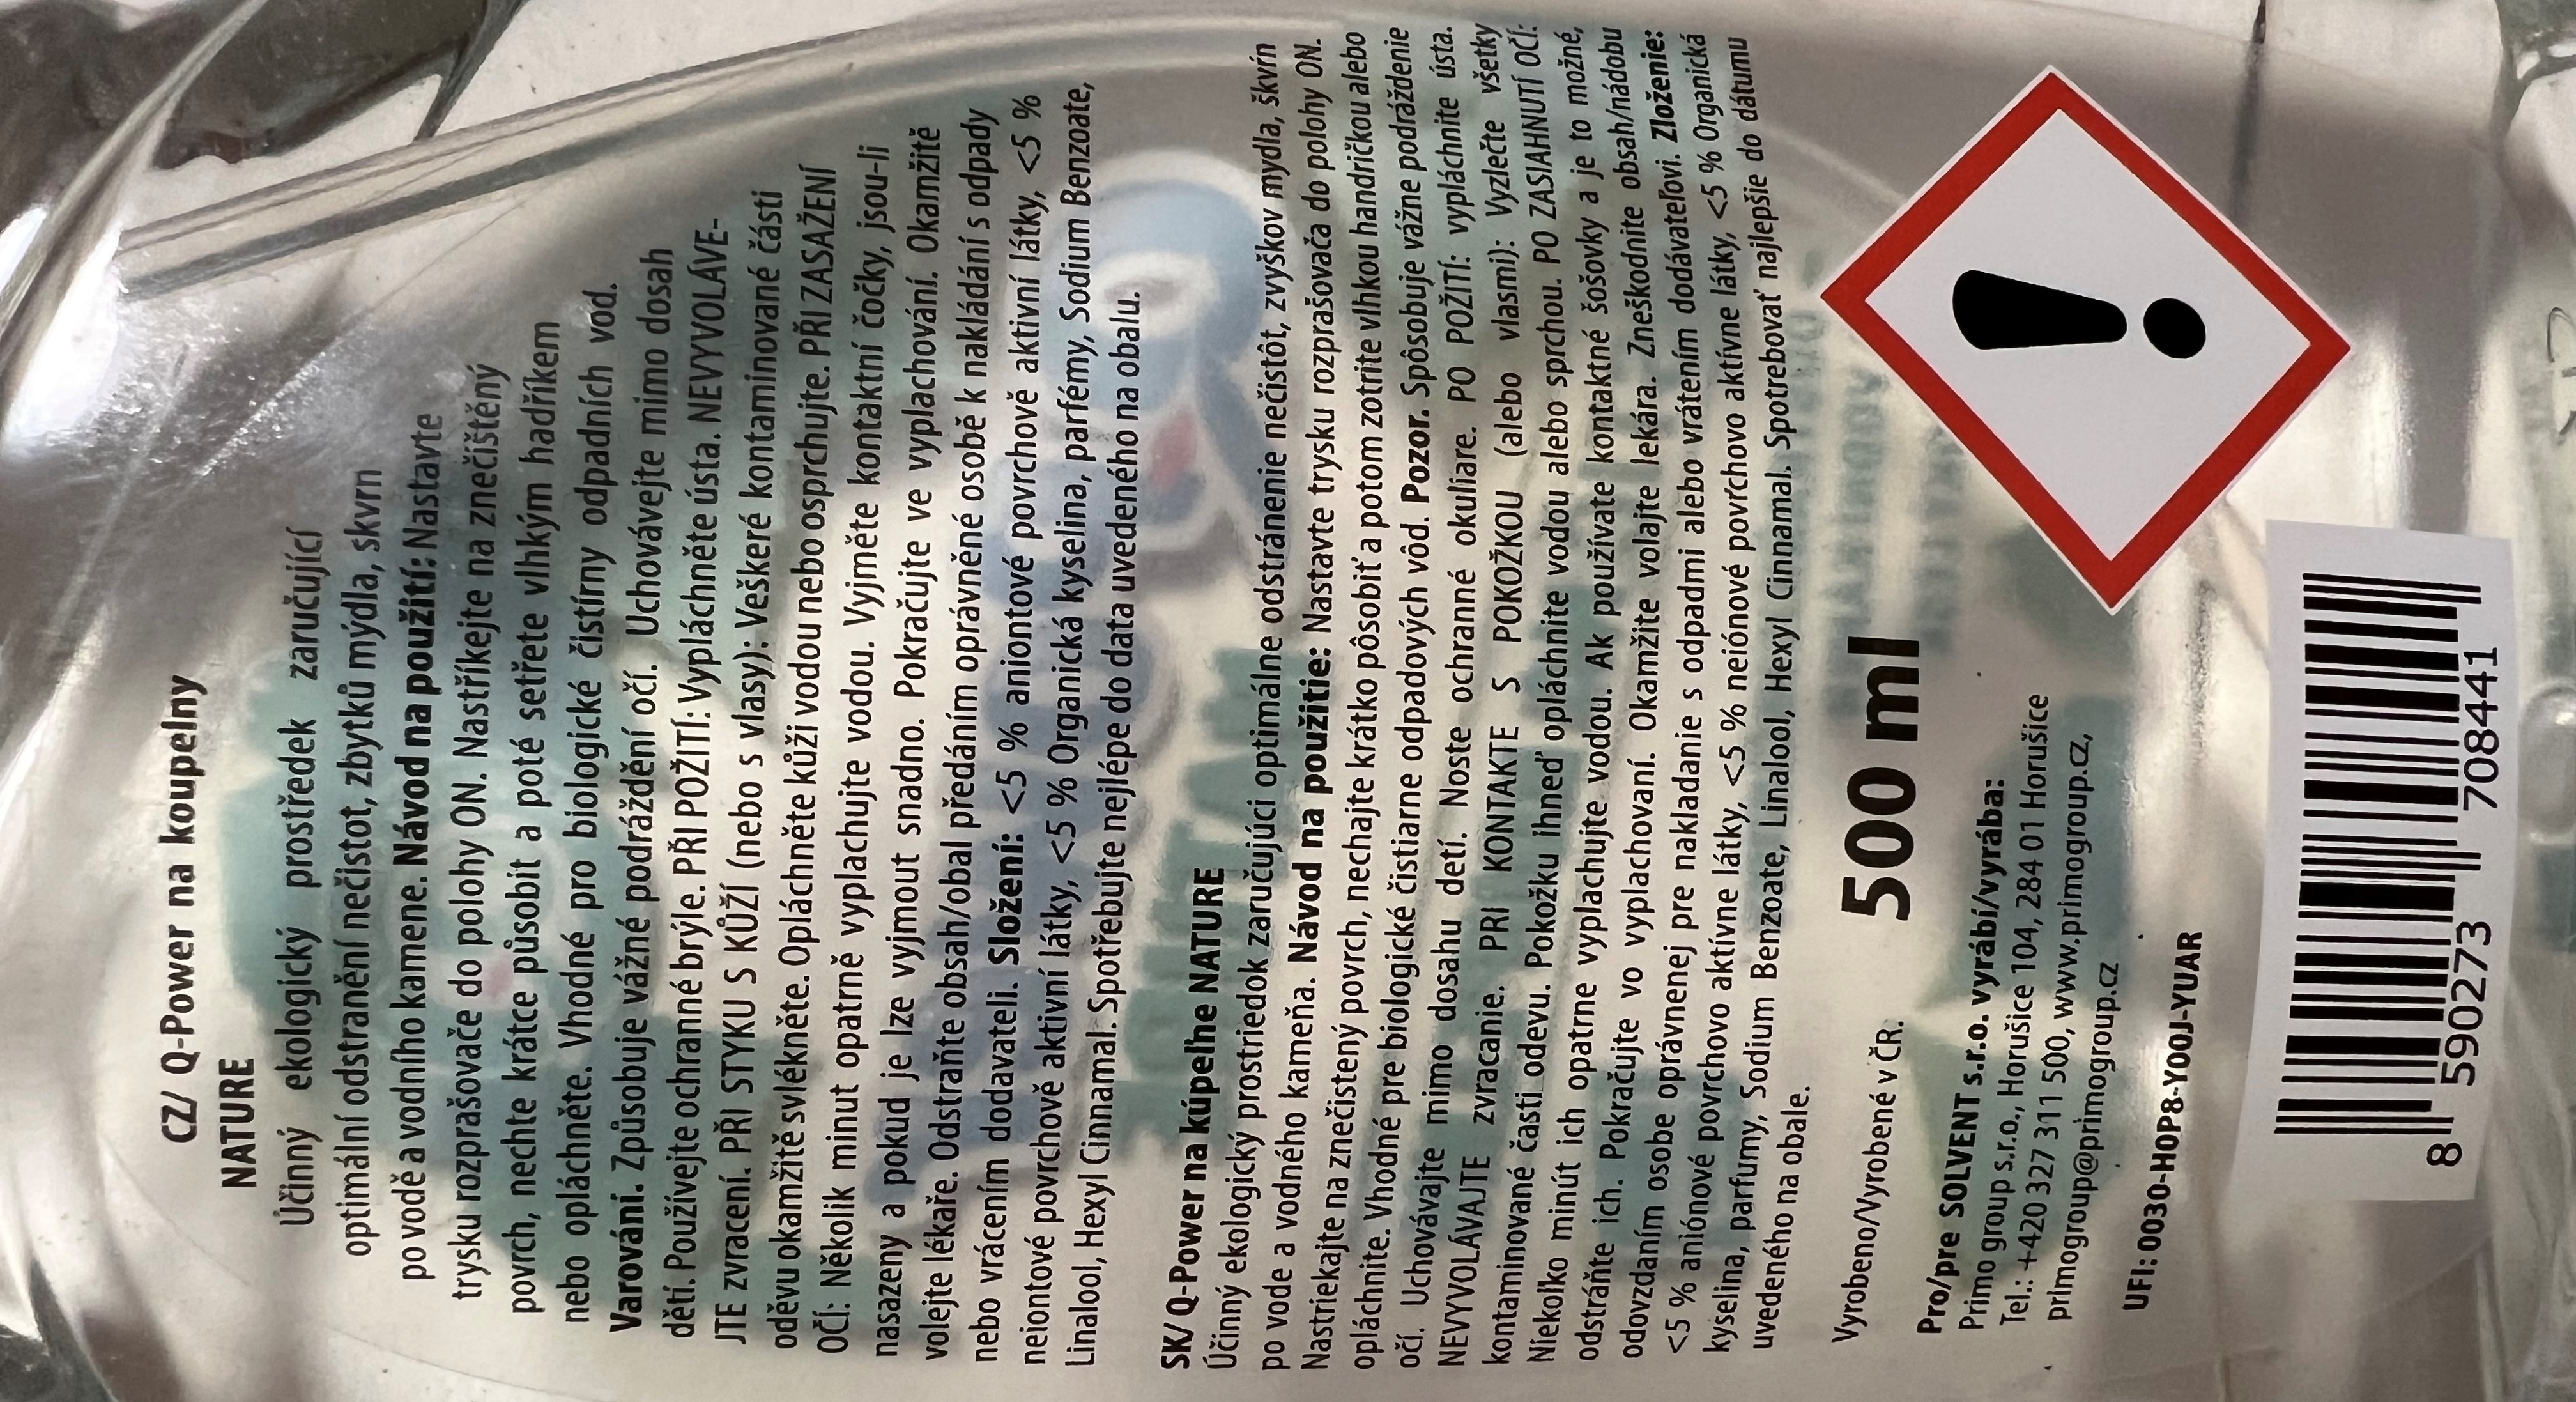 CZ/ Q-Power na koupelny
NATURE
Účinný ekologický prostředek zaručující
optimální odstranění nečistot, zbytků mýdla, skvrn
po vodě a vodního kamene. Návod na použití: Nastavte
trysku rozprašovače do polohy ON. Nastříkejte na znečištěný
povrch, nechte krátce působit a poté setřete vlhkým hadříkem
nebo opláchněte. Vhodné pro biologické čistírny odpadních vod.
Varování. Způsobuje vážné podráždění očí. Uchovávejte mimo dosah
dětí. Používejte ochranné brýle. PŘI POŽITÍ: Vypláchněte ústa. NEVYVOLÁVE-
JTE zvracení. PŘI STYKU S KŮŽÍ (nebo s vlasy): Veškeré kontaminované části
oděvu okamžitě svlékněte. Opláchněte kůži vodou nebo osprchujte. PŘI ZASAŽENÍ
OČÍ: Několik minut opatrně vyplachujte vodou. Vyjměte kontaktní čočky, jsou-li
nasazeny a pokud je lze vyjmout snadno. Pokračujte ve vyplachování. Okamžitě
volejte lékaře. Odstraňte obsah/obal předáním oprávněné osobě k nakládání s odpady
nebo vrácením dodavateli. Složení: <5 % aniontové povrchově aktivní látky, <5 %
neiontové povrchově aktivní látky, <5 % Organická kyselina, parfémy, Sodium Benzoate,
Linalool, Hexyl Cinnamal. Spotřebujte nejlépe do data uvedeného na obalu.
SK/ Q-Power na kúpeľne NATURE
Účinný ekologický prostriedok zaručujúci optimálne odstránenie nečistôt, zvyškov mydla, škvŕn
po vode a vodného kameňa. Návod na použitie: Nastavte trysku rozprašovača do polohy ON.
Nastriekajte na znečistený povrch, nechajte krátko pôsobiť a potom zotrite vlhkou handričkou alebo
opláchnite. Vhodné pre biologické čistiarne odpadových vôd. Pozor. Spôsobuje vážne podráždenie
očí. Uchovávajte mimo dosahu detí. Noste ochranné okuliare. PO POŽITÍ: vypláchnite ústa.
NEVYVOLÁVAJTE zvracanie. PRI KONTAKTE S POKOŽKOU (alebo vlasmi): Vyzlečte všetky
kontaminované časti odevu. Pokožku ihneď opláchnite vodou alebo sprchou. PO ZASIAHNUTÍ OČÍ:
Niekoľko minút ich opatrne vyplachujte vodou. Ak používate kontaktné šošovky a je to možné,
odstráňte ich. Pokračujte vo vyplachovaní. Okamžite volajte lekára. Zneškodnite obsah/nádobu
odovzdaním osobe oprávnenej pre nakladanie s odpadmi alebo vrátením dodávateľovi. Zloženie:
<5 % aniónové povrchovo aktívne látky, <5 % neiónové povrchovo aktívne látky, <5 % Organická
kyselina, parfumy, Sodium Benzoate, Linalool, Hexyl Cinnamal. Spotrebovať najlepšie do dátumu
uvedeného na obale.
Vyrobeno/Vyrobené v ČR.
500 ml
Pro/pre SOLVENT s.r.o. vyrábí/vyrába:
Primo group s.r.o., Horušice 104, 284 01 Horušice
Tel.: +420 327 311 500, www.primogroup.cz,
primogroup@primogroup.cz
UFI: 0030-H0P8-Y00J-YUAR
8 590273 708441